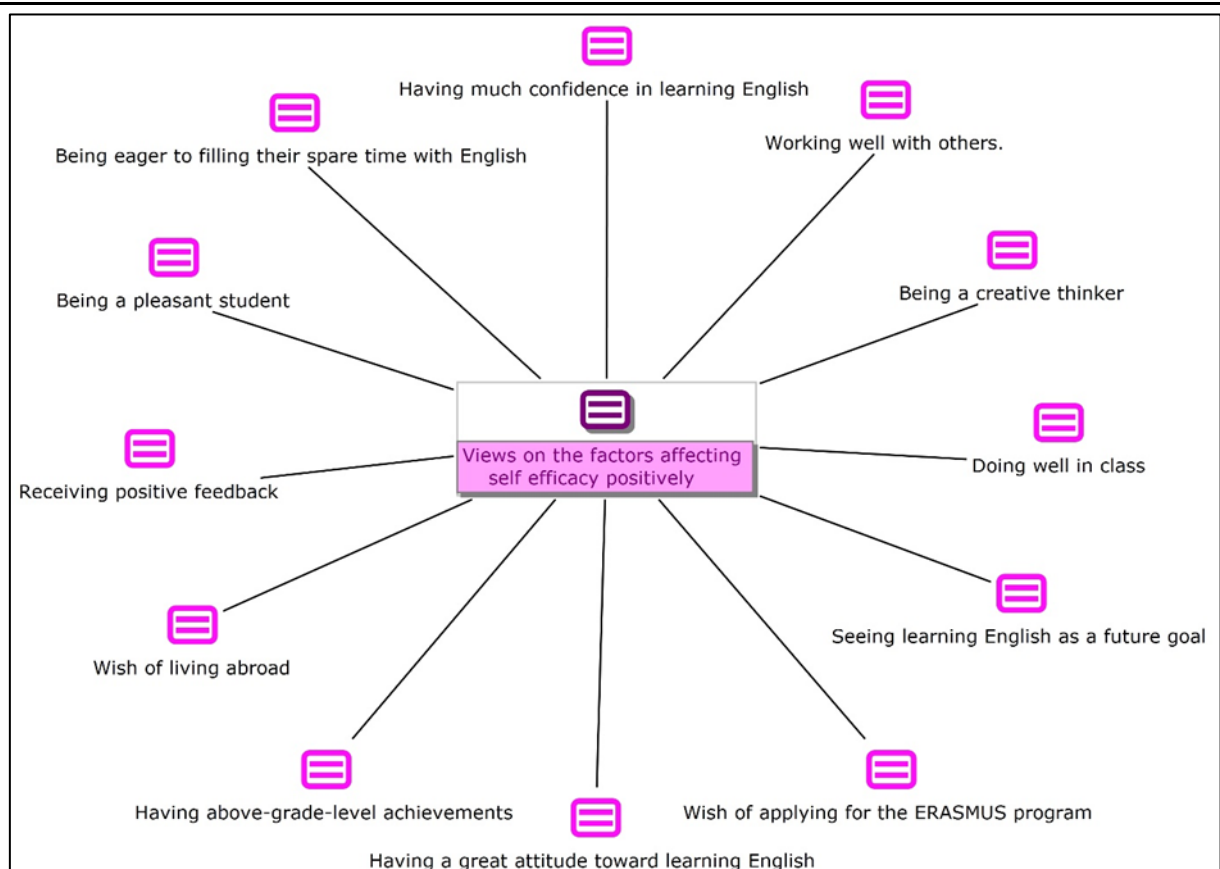 Having much confidence in learning English
Working well with others.
Being eager to filling their spare time with English
Being a creative thinker
Being a pleasant student
Views on the factors affecting
self efficacy positively
Doing well in class
Receiving positive feedback
Seeing learning English as a future goal
Wish of living abroad
Having above-grade-level achievements
Wish of applying for the ERASMUS program
Having a great attitude toward learning English